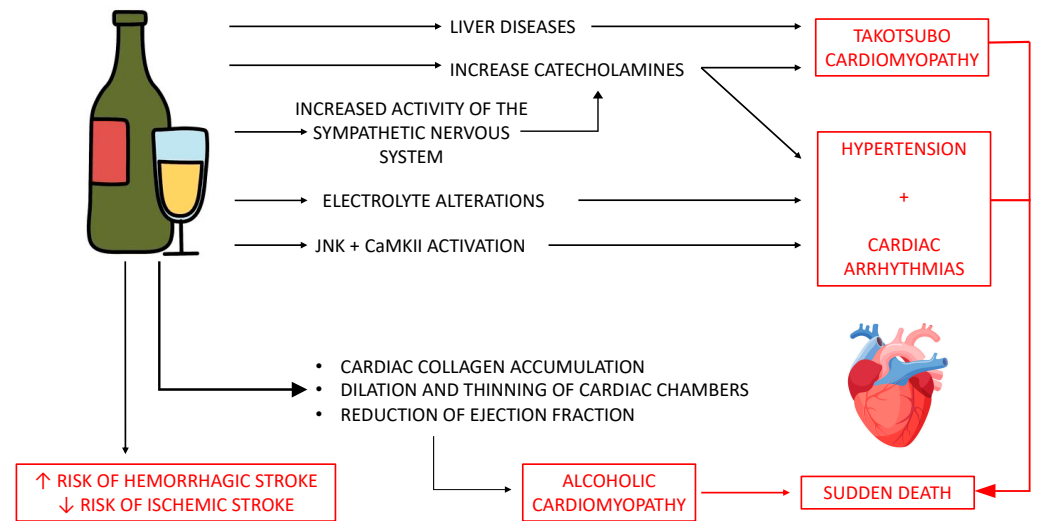 LIVER DISEASES
TAKOTSUBO
CARDIOMYOPATHY
INCREASE CATECHOLAMINES
INCREASED ACTIVITY OF THE
SYMPATHETIC NERVOUS
SYSTEM
HYPERTENSION
+
CARDIAC
ARRHYTHMIAS
ELECTROLYTE ALTERATIONS
JNK + CaMKII ACTIVATION
• CARDIAC COLLAGEN ACCUMULATION
• DILATION AND THINNING OF CARDIAC CHAMBERS
• REDUCTION OF EJECTION FRACTION
↑ RISK OF HEMORRHAGIC STROKE
↓ RISK OF ISCHEMIC STROKE
ALCOHOLIC
CARDIOMYOPATHY
SUDDEN DEATH